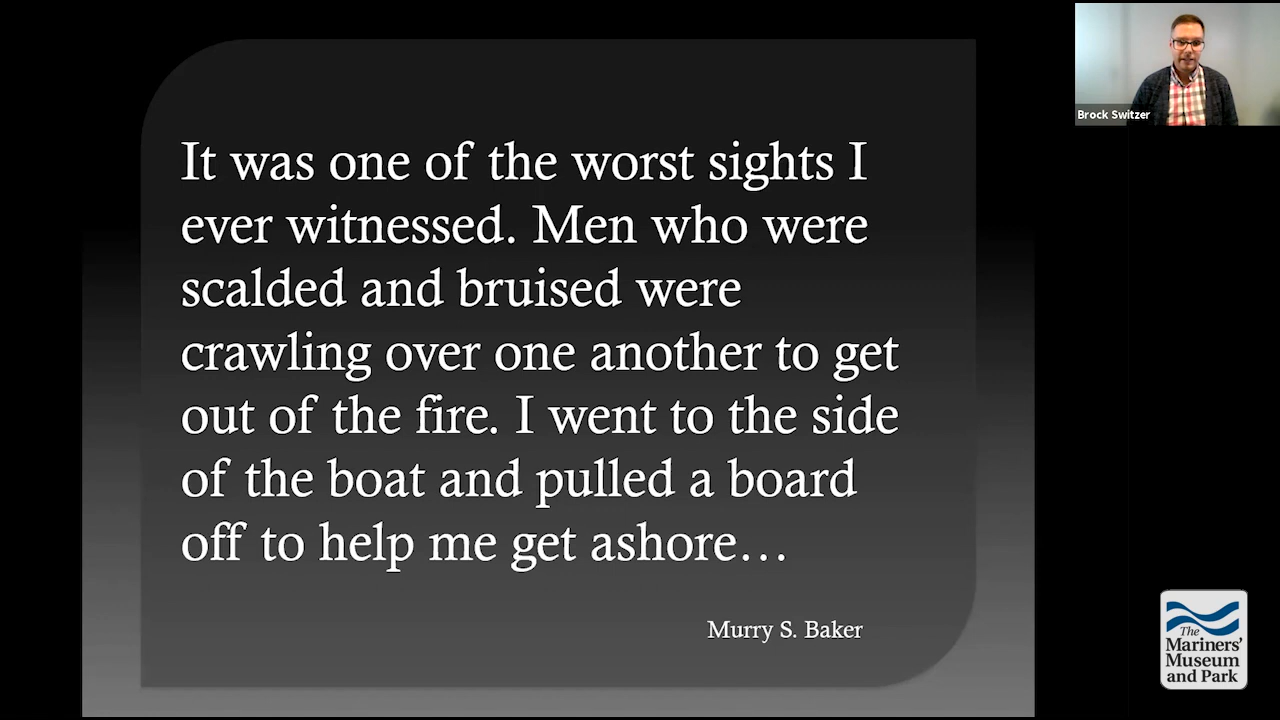 It was one of the worst sights I
ever witnessed. Men who were
scalded and bruised were
crawling over one another to get
out of the fire. I went to the side
of the boat and pulled a board
off to help me get ashore…
Murry S. Baker
Brock Switzer
The
Mariners'
Museum
and Park